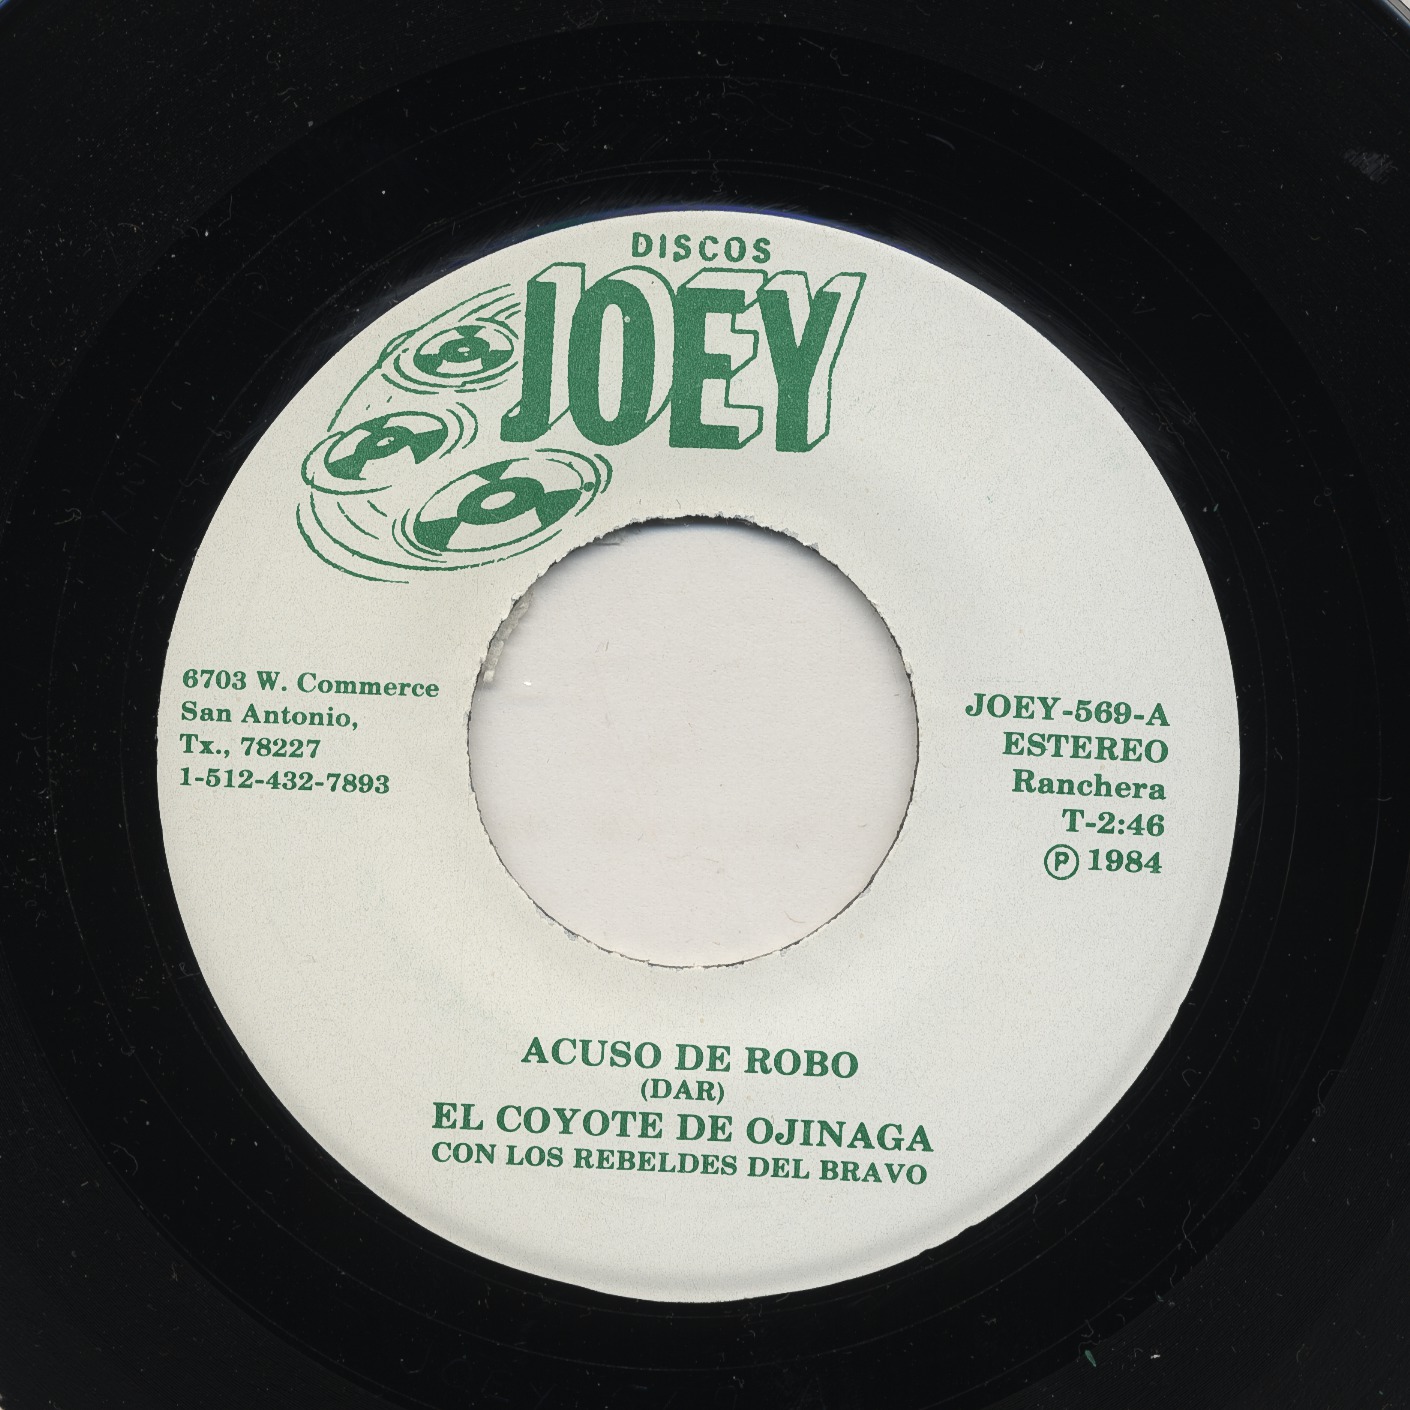 DISCOS
JOEY
6703 W. Commerce
San Antonio,
Tx., 78227
1-512-432-7893
JOEY-569-A
ESTEREO
Ranchera
T-2:46
Ⓟ 1984
ACUSO DE ROBO
(DAR)
EL COYOTE DE OJINAGA
CON LOS REBELDES DEL BRAVO